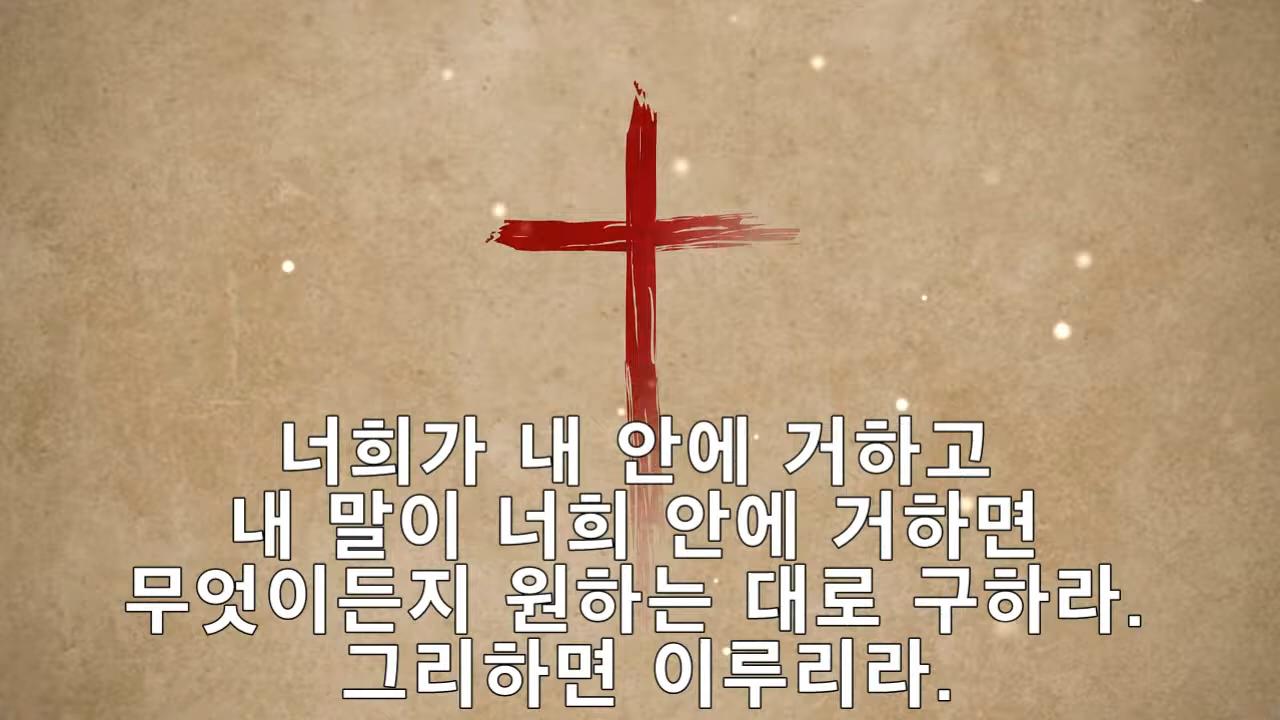 너희가 내 안에 거하고
내 말이 너희 안에 거하면
무엇이든지 원하는 대로 구하라.
그리하면 이루리라.